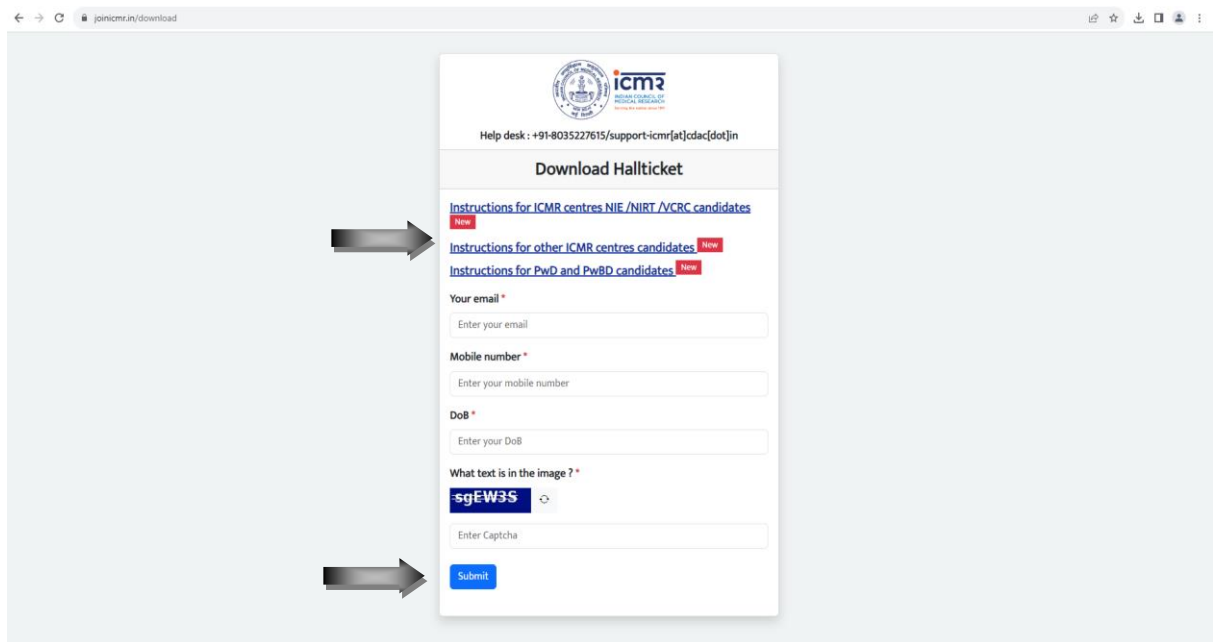 joinicmr.in/download
icmr
INDIAN COUNCIL OF
MEDICAL RESEARCH
Help desk : +91-8035227615/support-icmr[at]cdac[dot]in
Download Hallticket
Instructions for ICMR centres NIE /NIRT /VCRC candidates
New
Instructions for other ICMR centres candidates New
Instructions for PwD and PwBD candidates New
Your email *
Enter your email
Mobile number *
Enter your mobile number
DoB *
Enter your DoB
What text is in the image ? *
sgEW3S
Enter Captcha
Submit